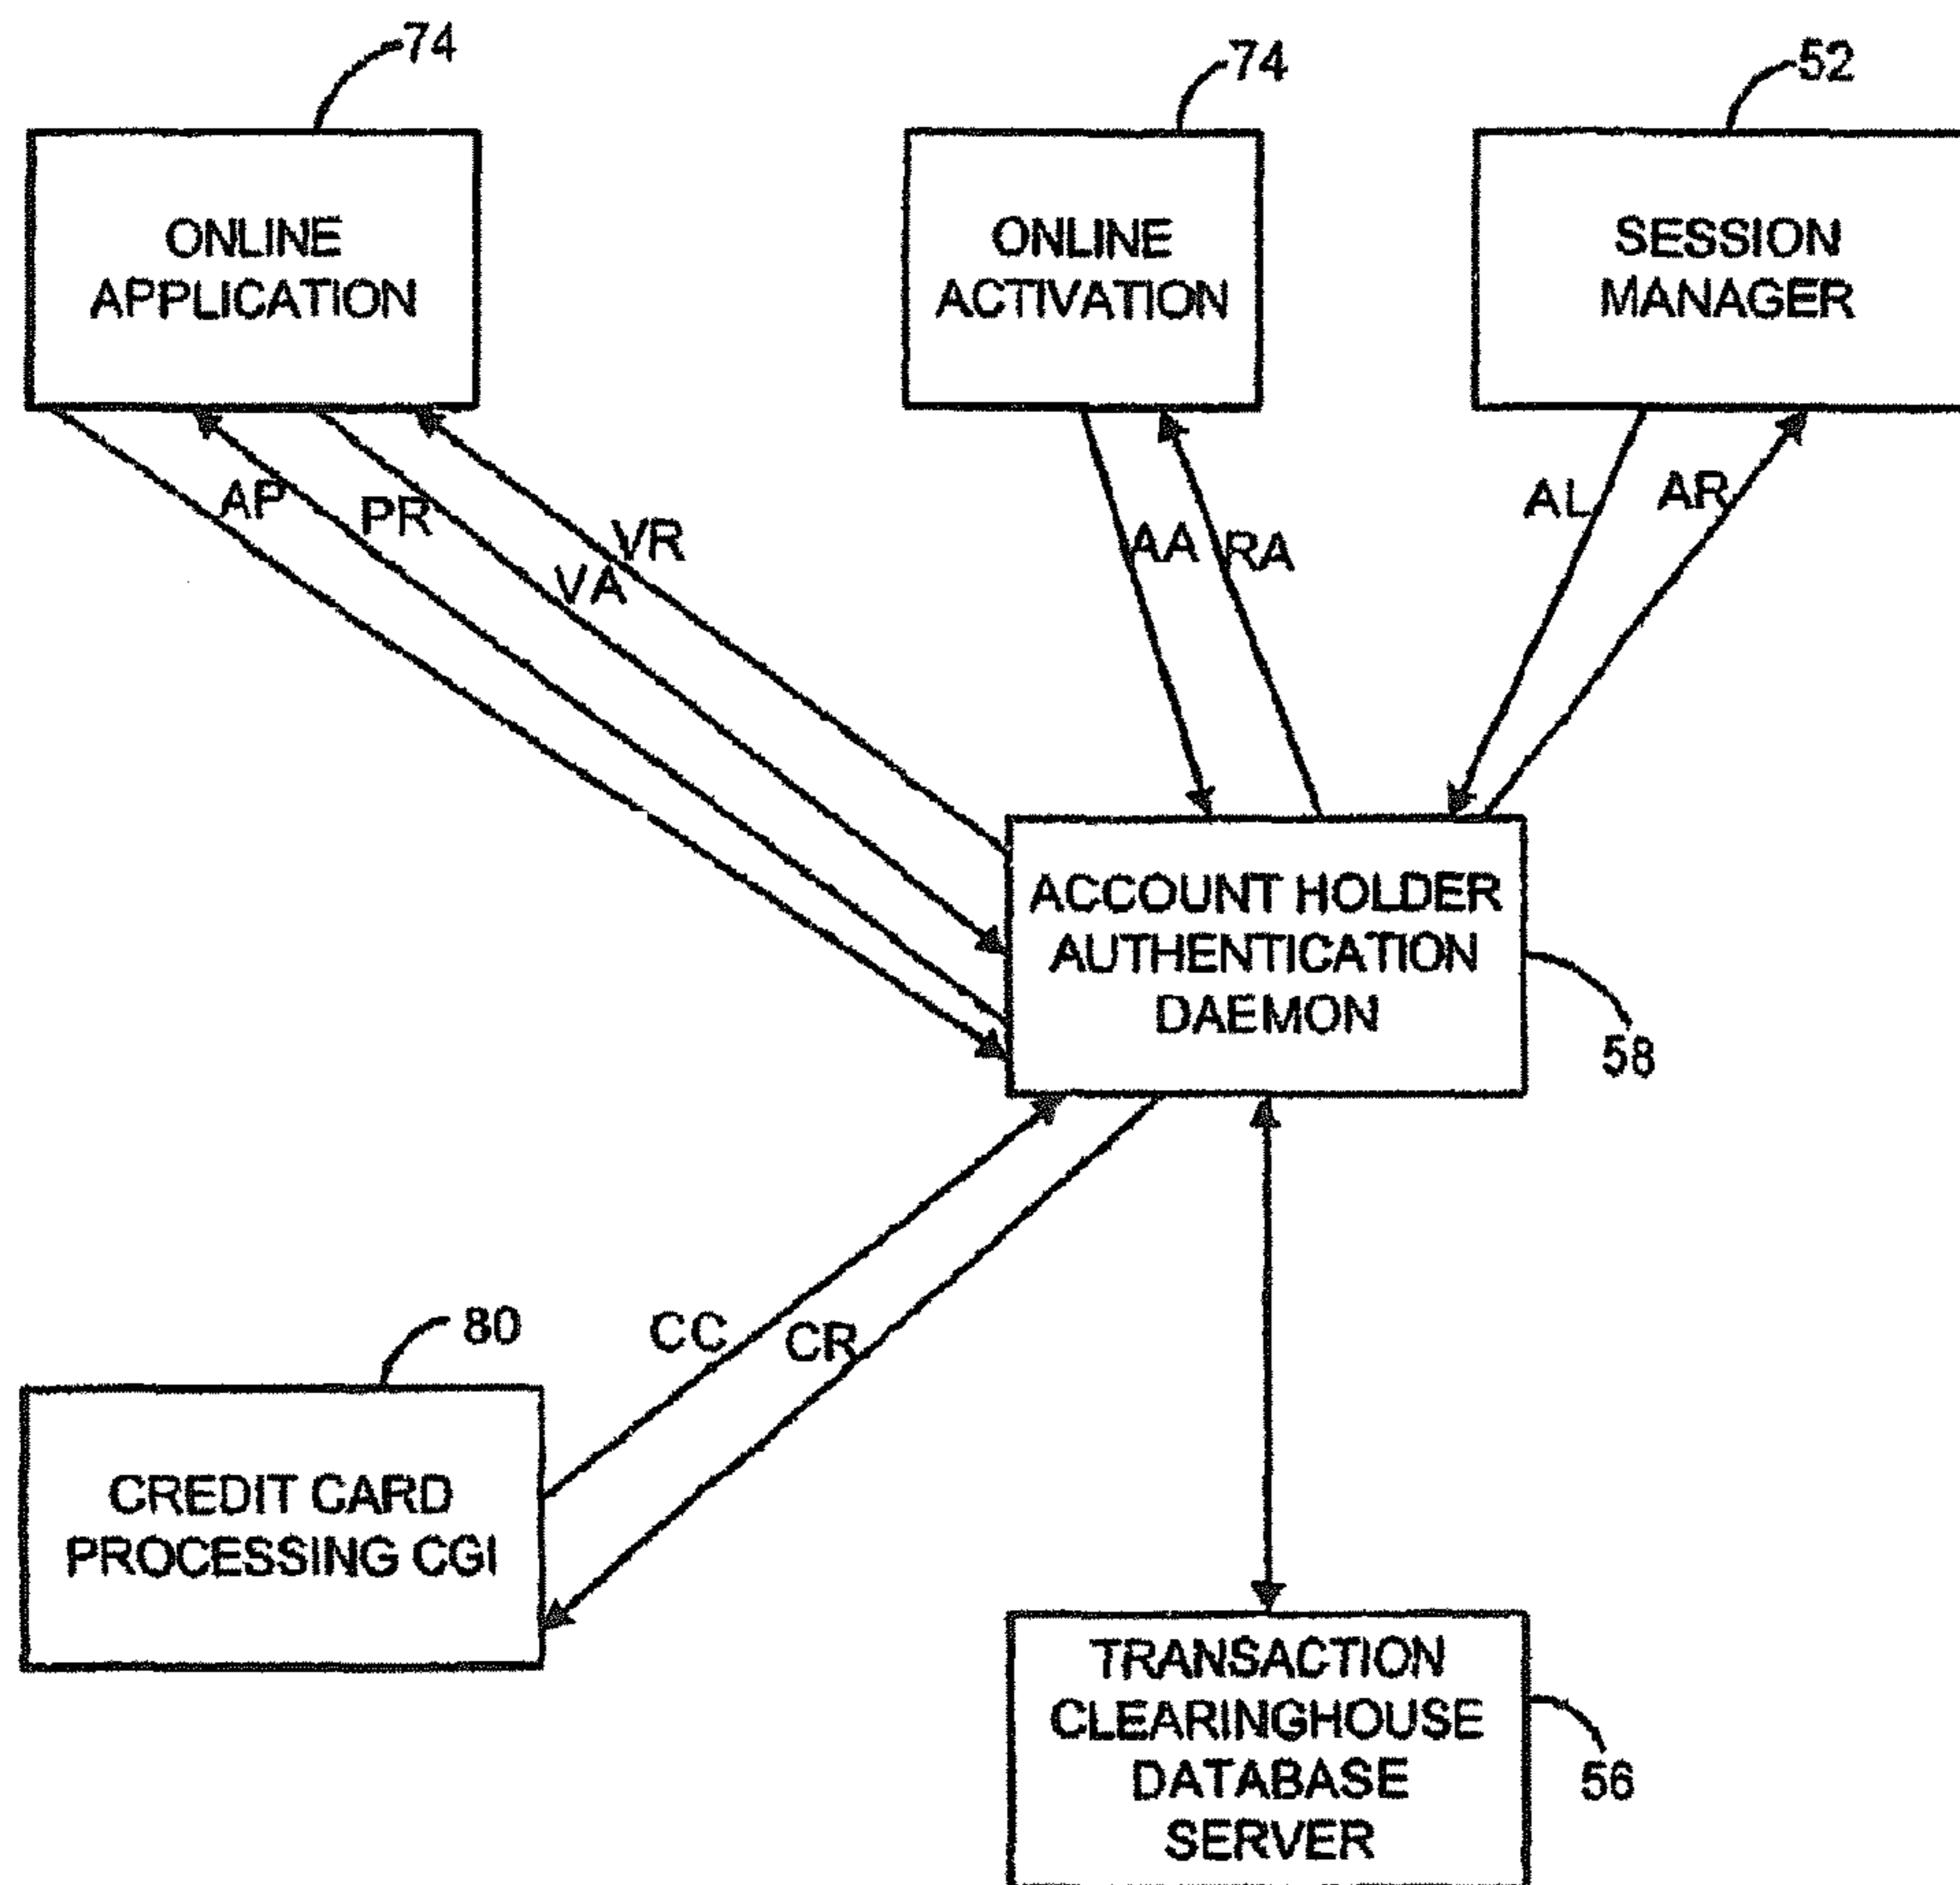 74
74
52
ONLINE
APPLICATION
ONLINE
ACTIVATION
SESSION
MANAGER
AP
PR
VR
VA
AA
RA
AL
AR
ACCOUNT HOLDER
AUTHENTICATION
DAEMON
58
CC
CR
80
CREDIT CARD
PROCESSING CGI
TRANSACTION
CLEARINGHOUSE
DATABASE
SERVER
56